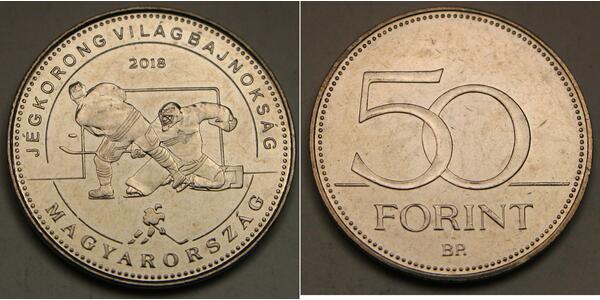 JÉGKORONG VILÁGBAJNOKSÁG
2018
MAGYARORSZÁG
50
FORINT
BP.